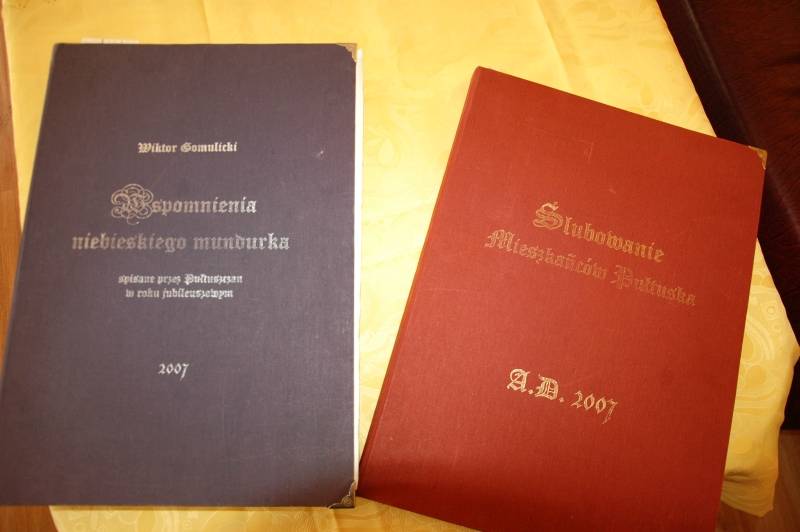 Wiktor Gomulicki
Wspomnienia
niebieskiego mundurka
spisane przez Pułtuszczan
w roku jubileuszowym
2007
Ślubowanie
Mieszkańców Pułtuska
A.D. 2007